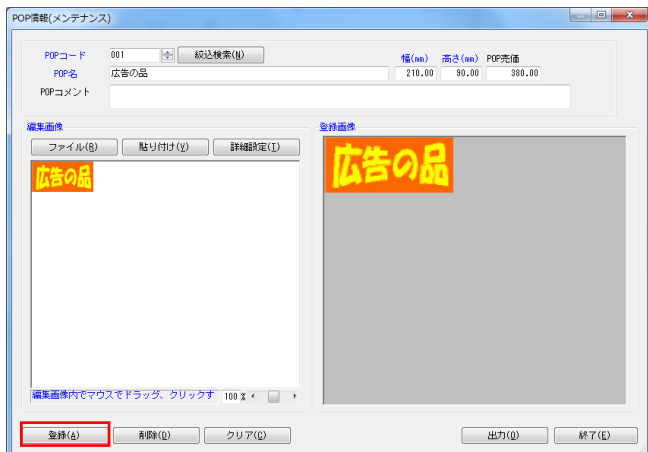 POP情報(メンテナンス)
POPコード 001 絞込検索(N) 幅(mm) 高さ(mm) POP売価
POP名 広告の品 210.00 90.00 380.00
POPコメント
編集画像 登録画像
ファイル(R) 貼り付け(V) 詳細設定(I)
広告の品 広告の品
編集画像内でマウスでドラッグ、クリックす 100 %
登録(A) 削除(D) クリア(C) 出力(O) 終了(E)